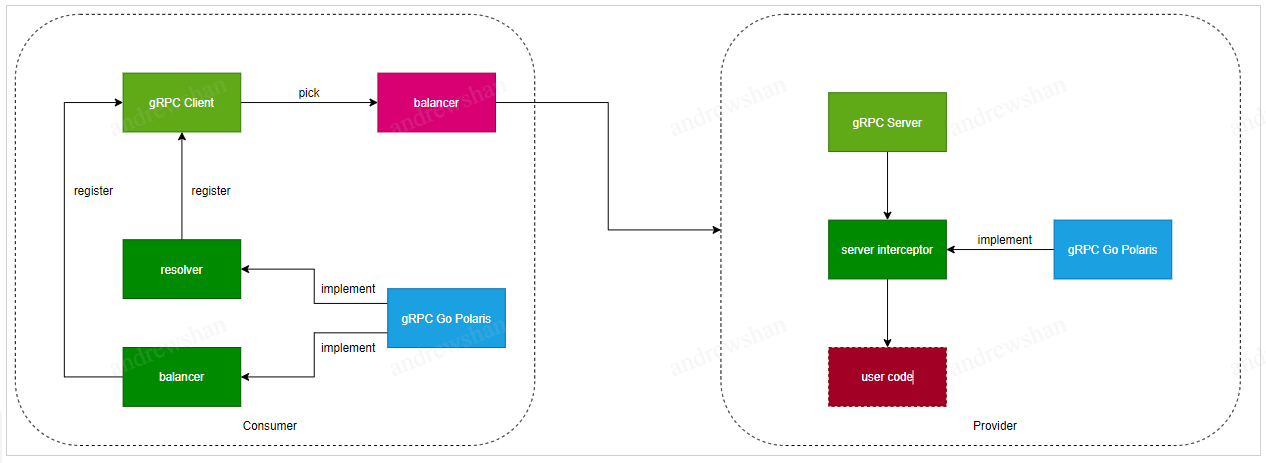 gRPC Client
pick
balancer
register
register
resolver
implement
gRPC Go Polaris
implement
balancer
Consumer
gRPC Server
server interceptor
implement
gRPC Go Polaris
user code
Provider
andrewshan
andrewshan
andrewshan
andrewshan
andrewshan
andrewshan
andrewshan
andrewshan